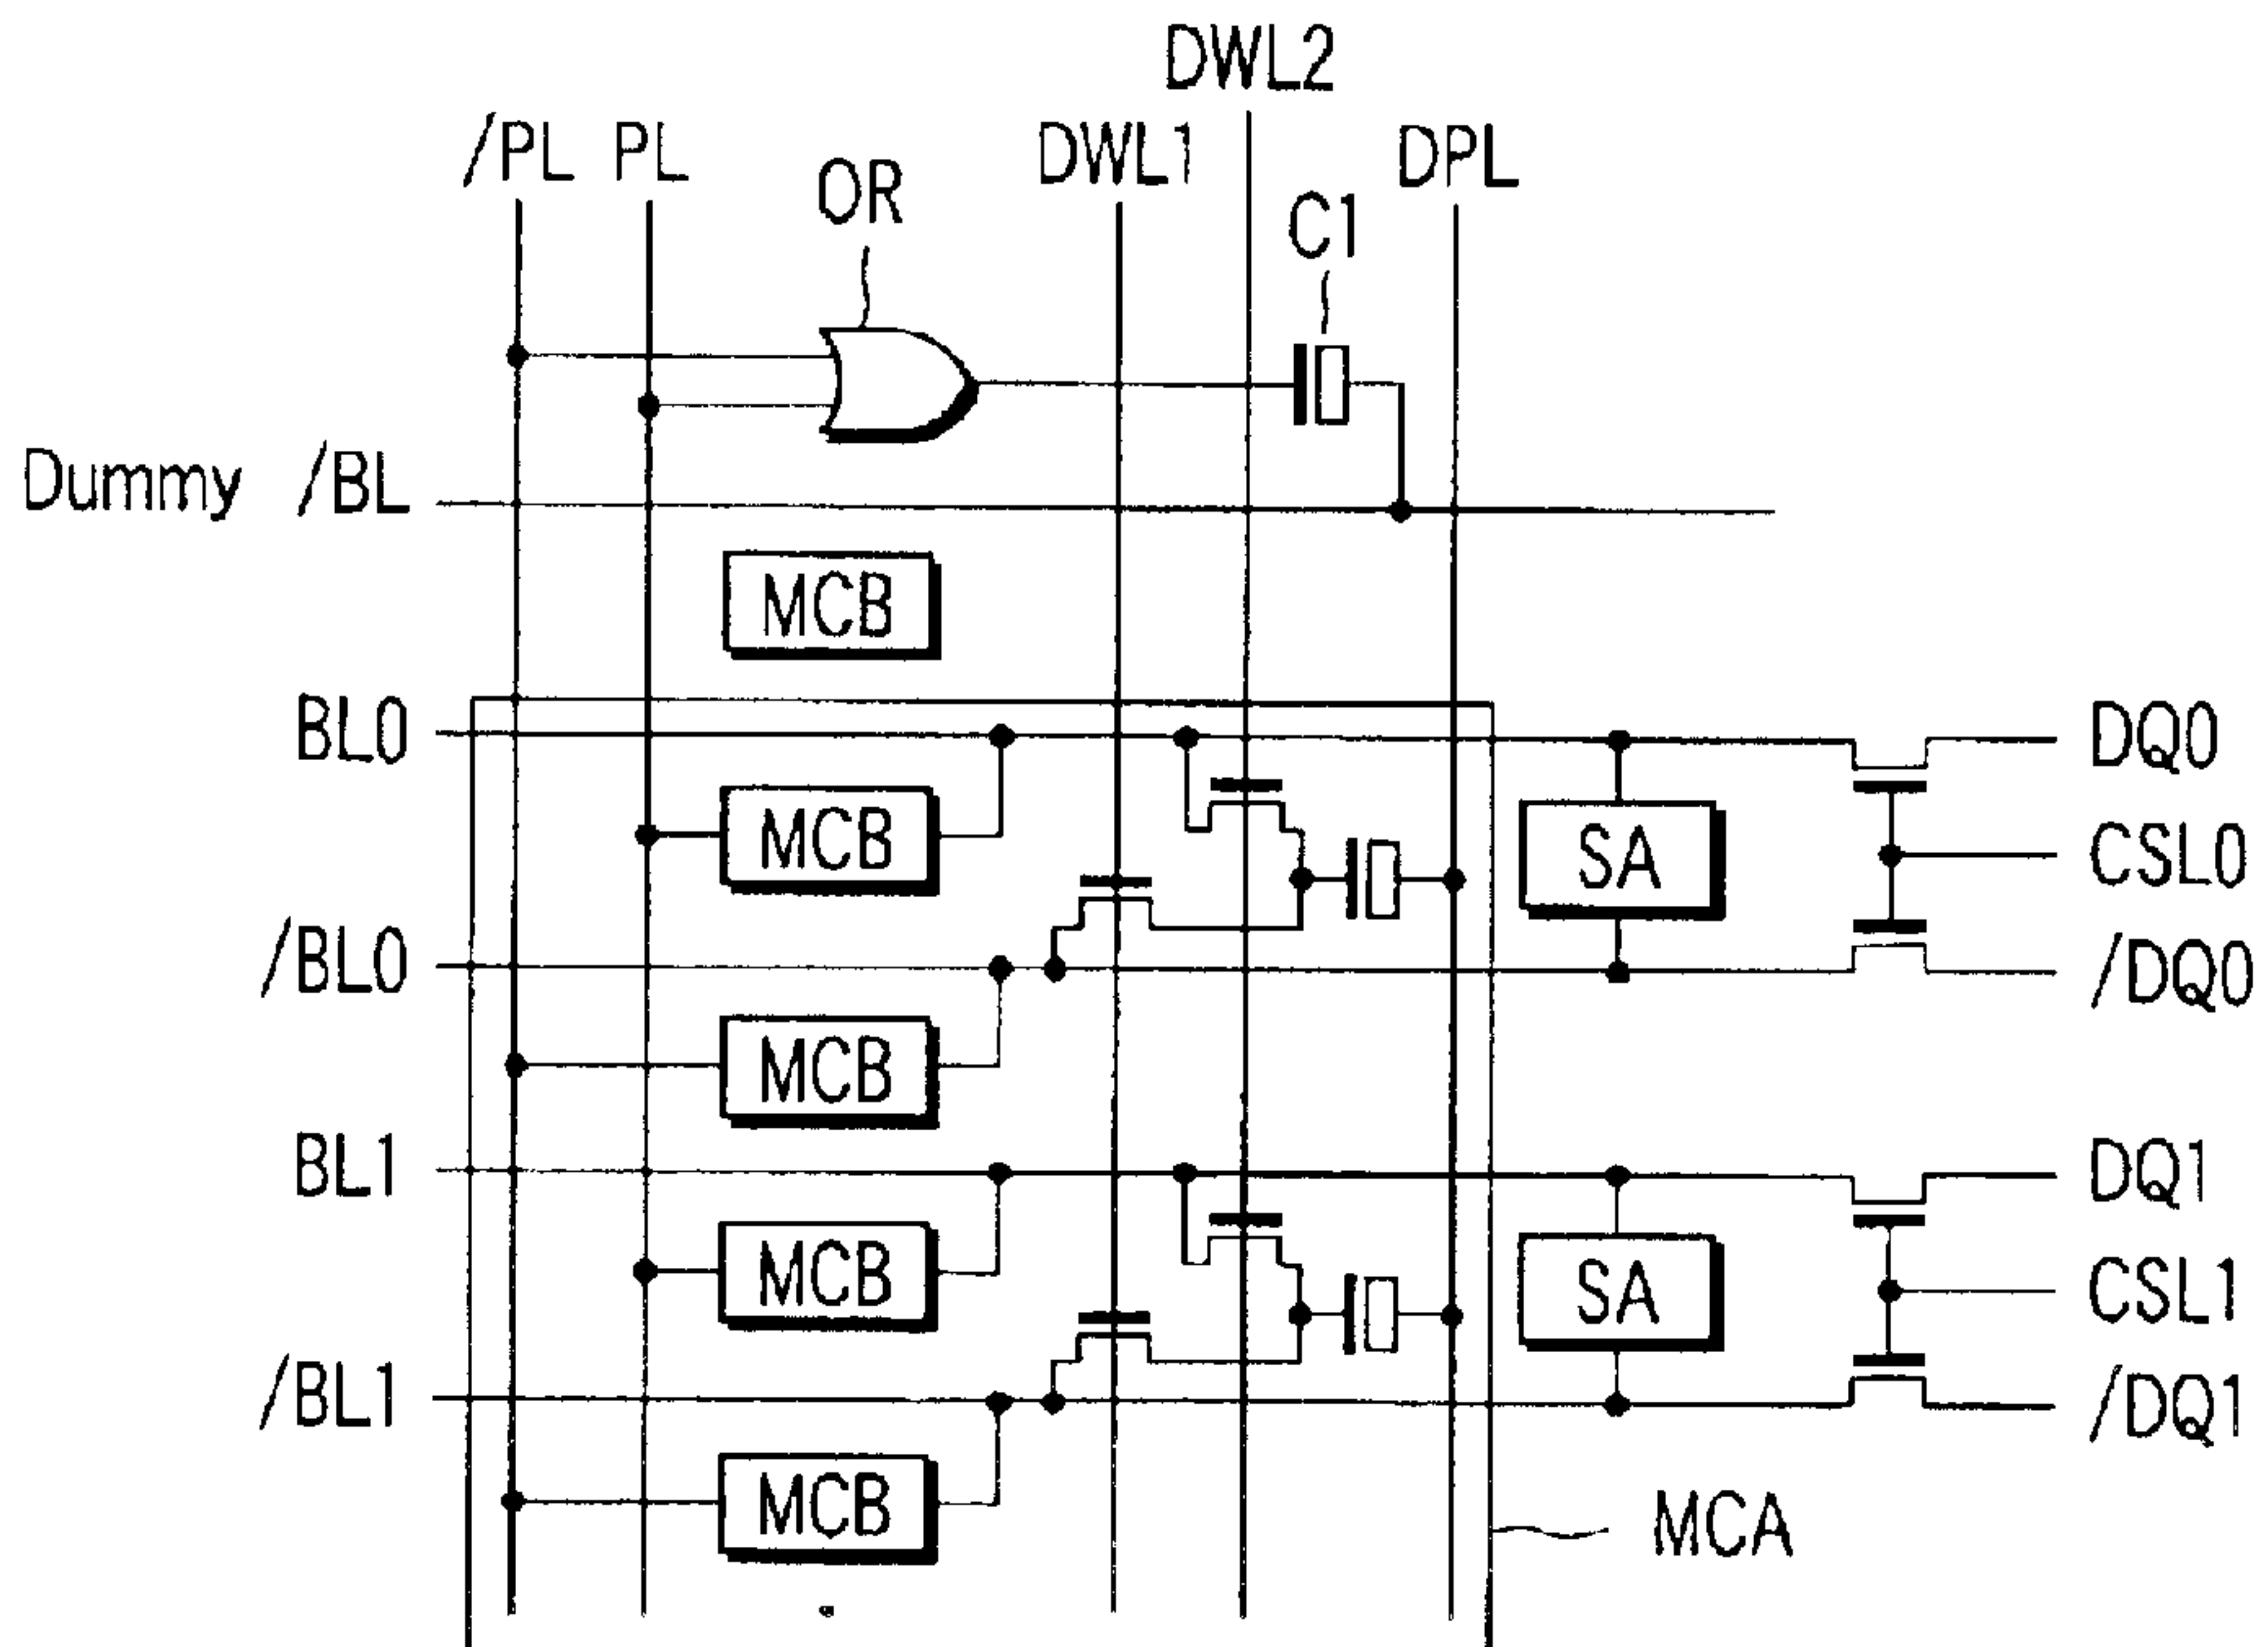 DWL2
/PL PL OR DWL1 C1 DPL
Dummy /BL
MCB
BL0 DQ0
MCB SA CSL0
/BL0 /DQ0
MCB
BL1 DQ1
MCB SA CSL1
/BL1 /DQ1
MCB MCA